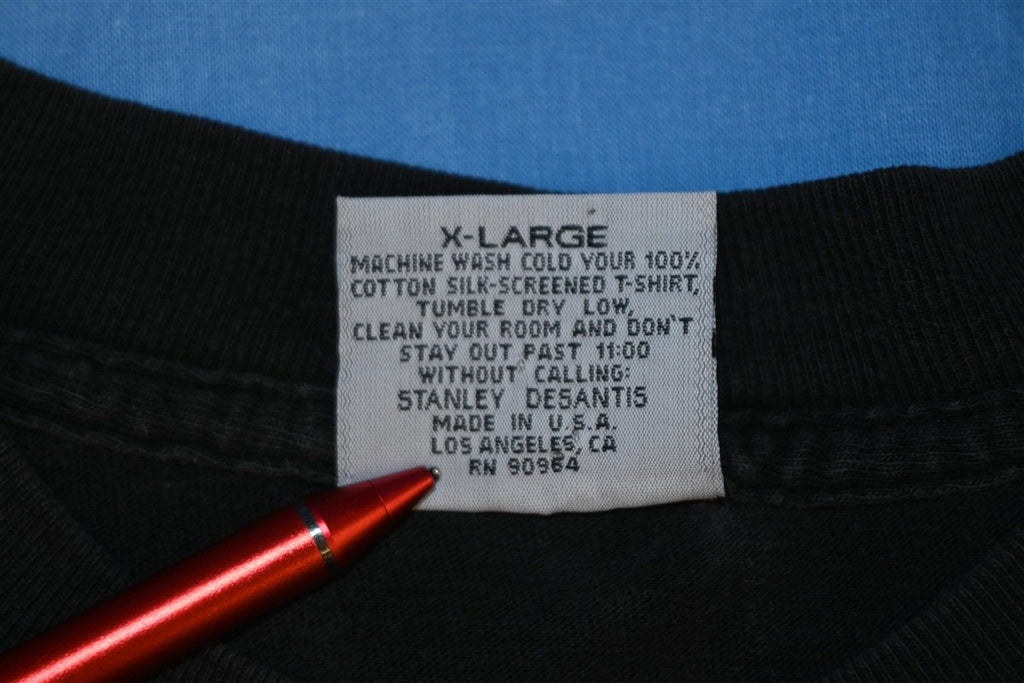 X-LARGE
MACHINE WASH COLD YOUR 100%
COTTON SILK-SCREENED T-SHIRT,
TUMBLE DRY LOW,
CLEAN YOUR ROOM AND DON'T
STAY OUT PAST 11:00
WITHOUT CALLING:
STANLEY DESANTIS
MADE IN U.S.A.
LOS ANGELES, CA
RN 90964